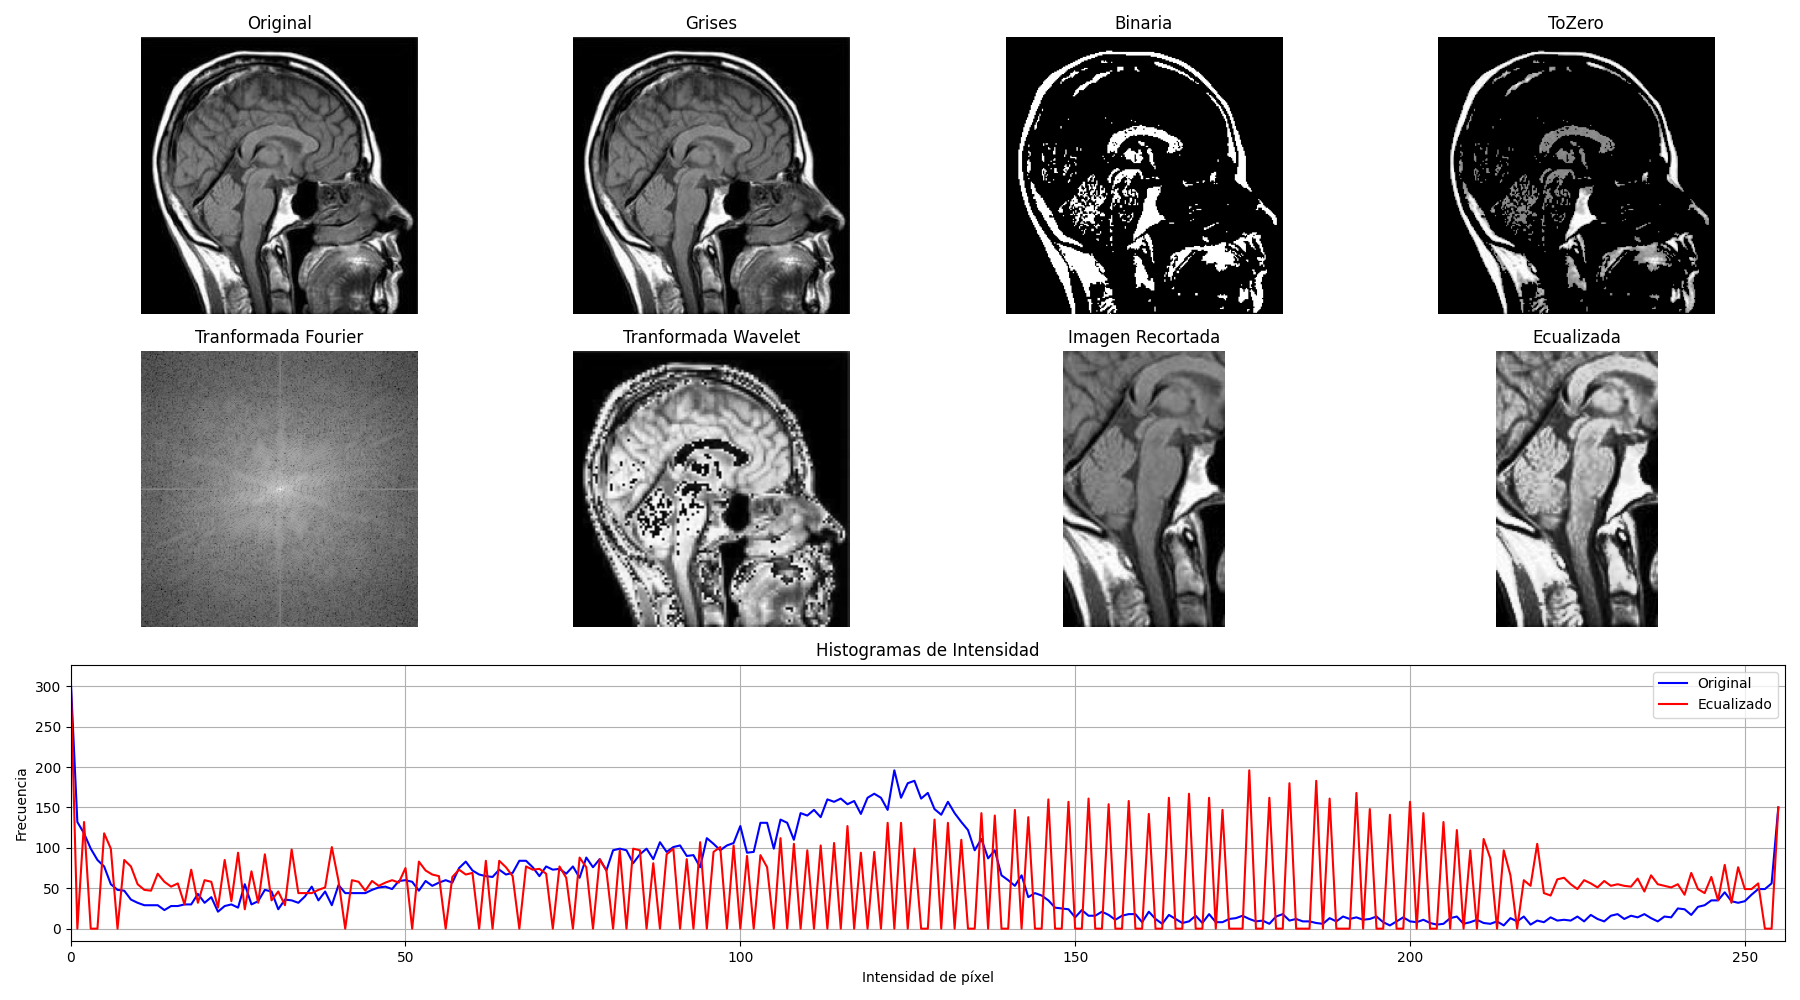 Original
Grises
Binaria
ToZero
Tranformada Fourier
Tranformada Wavelet
Imagen Recortada
Ecualizada
Histogramas de Intensidad
Frecuencia
300
250
200
150
100
50
0
Original
Ecualizado
0
50
100
150
200
250
Intensidad de píxel